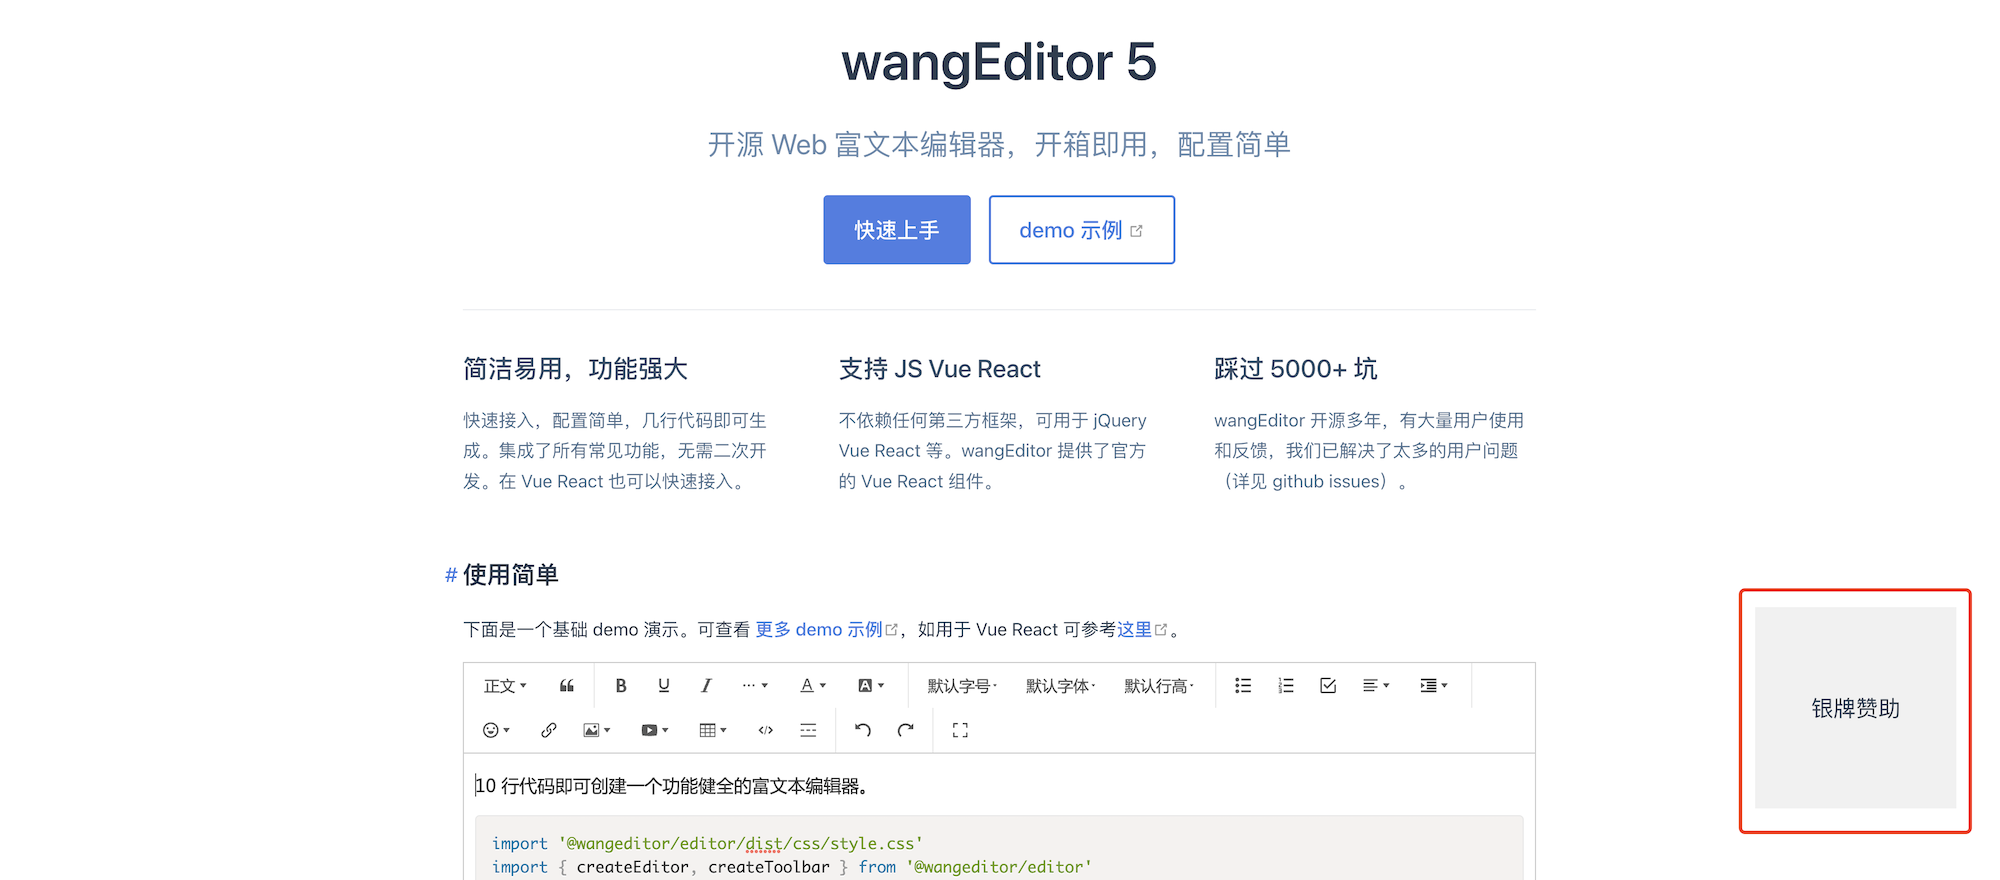 wangEditor 5
开源 Web 富文本编辑器，开箱即用，配置简单
快速上手
demo 示例
简洁易用，功能强大
快速接入，配置简单，几行代码即可生
成。集成了所有常见功能，无需二次开
发。在 Vue React 也可以快速接入。
支持 JS Vue React
不依赖任何第三方框架，可用于 jQuery
Vue React 等。wangEditor 提供了官方
的 Vue React 组件。
踩过 5000+ 坑
wangEditor 开源多年，有大量用户使用
和反馈，我们已解决了太多的用户问题
（详见 github issues）。
# 使用简单
下面是一个基础 demo 演示。可查看 更多 demo 示例，如用于 Vue React 可参考这里。
正文 B U I ··· A A 默认字号 默认字体 默认行高
10 行代码即可创建一个功能健全的富文本编辑器。
import '@wangeditor/editor/dist/css/style.css'
import { createEditor, createToolbar } from '@wangeditor/editor'
银牌赞助